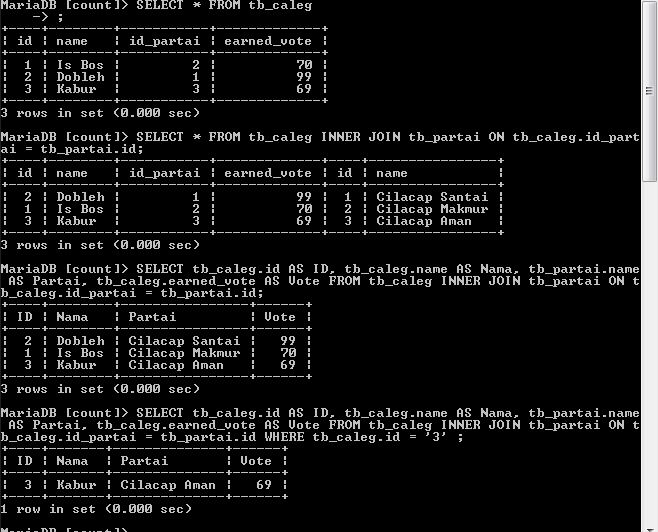 MariaDB [count]> SELECT * FROM tb_caleg
    -> ;
+----+---------+-----------+-------------+
¦ id ¦ name    ¦ id_partai ¦ earned_vote ¦
+----+---------+-----------+-------------+
¦  1 ¦ Is Bos  ¦         2 ¦          70 ¦
¦  2 ¦ Dobleh  ¦         1 ¦          99 ¦
¦  3 ¦ Kabur   ¦         3 ¦          69 ¦
+----+---------+-----------+-------------+
3 rows in set (0.000 sec)
MariaDB [count]> SELECT * FROM tb_caleg INNER JOIN tb_partai ON tb_caleg.id_part
ai = tb_partai.id;
+----+---------+-----------+-------------+----+----------------+
¦ id ¦ name    ¦ id_partai ¦ earned_vote ¦ id ¦ name           ¦
+----+---------+-----------+-------------+----+----------------+
¦  2 ¦ Dobleh  ¦         1 ¦          99 ¦  1 ¦ Cilacap Santai ¦
¦  1 ¦ Is Bos  ¦         2 ¦          70 ¦  2 ¦ Cilacap Makmur ¦
¦  3 ¦ Kabur   ¦         3 ¦          69 ¦  3 ¦ Cilacap Aman   ¦
+----+---------+-----------+-------------+----+----------------+
3 rows in set (0.000 sec)
MariaDB [count]> SELECT tb_caleg.id AS ID, tb_caleg.name AS Nama, tb_partai.name
 AS Partai, tb_caleg.earned_vote AS Vote FROM tb_caleg INNER JOIN tb_partai ON t
b_caleg.id_partai = tb_partai.id;
+----+---------+----------------+------+
¦ ID ¦ Nama    ¦ Partai         ¦ Vote ¦
+----+---------+----------------+------+
¦  2 ¦ Dobleh  ¦ Cilacap Santai ¦   99 ¦
¦  1 ¦ Is Bos  ¦ Cilacap Makmur ¦   70 ¦
¦  3 ¦ Kabur   ¦ Cilacap Aman   ¦   69 ¦
+----+---------+----------------+------+
3 rows in set (0.000 sec)
MariaDB [count]> SELECT tb_caleg.id AS ID, tb_caleg.name AS Nama, tb_partai.name
 AS Partai, tb_caleg.earned_vote AS Vote FROM tb_caleg INNER JOIN tb_partai ON t
b_caleg.id_partai = tb_partai.id WHERE tb_caleg.id = '3' ;
+----+-------+--------------+------+
¦ ID ¦ Nama  ¦ Partai       ¦ Vote ¦
+----+-------+--------------+------+
¦  3 ¦ Kabur ¦ Cilacap Aman ¦   69 ¦
+----+-------+--------------+------+
1 row in set (0.000 sec)
MariaDB [count]>